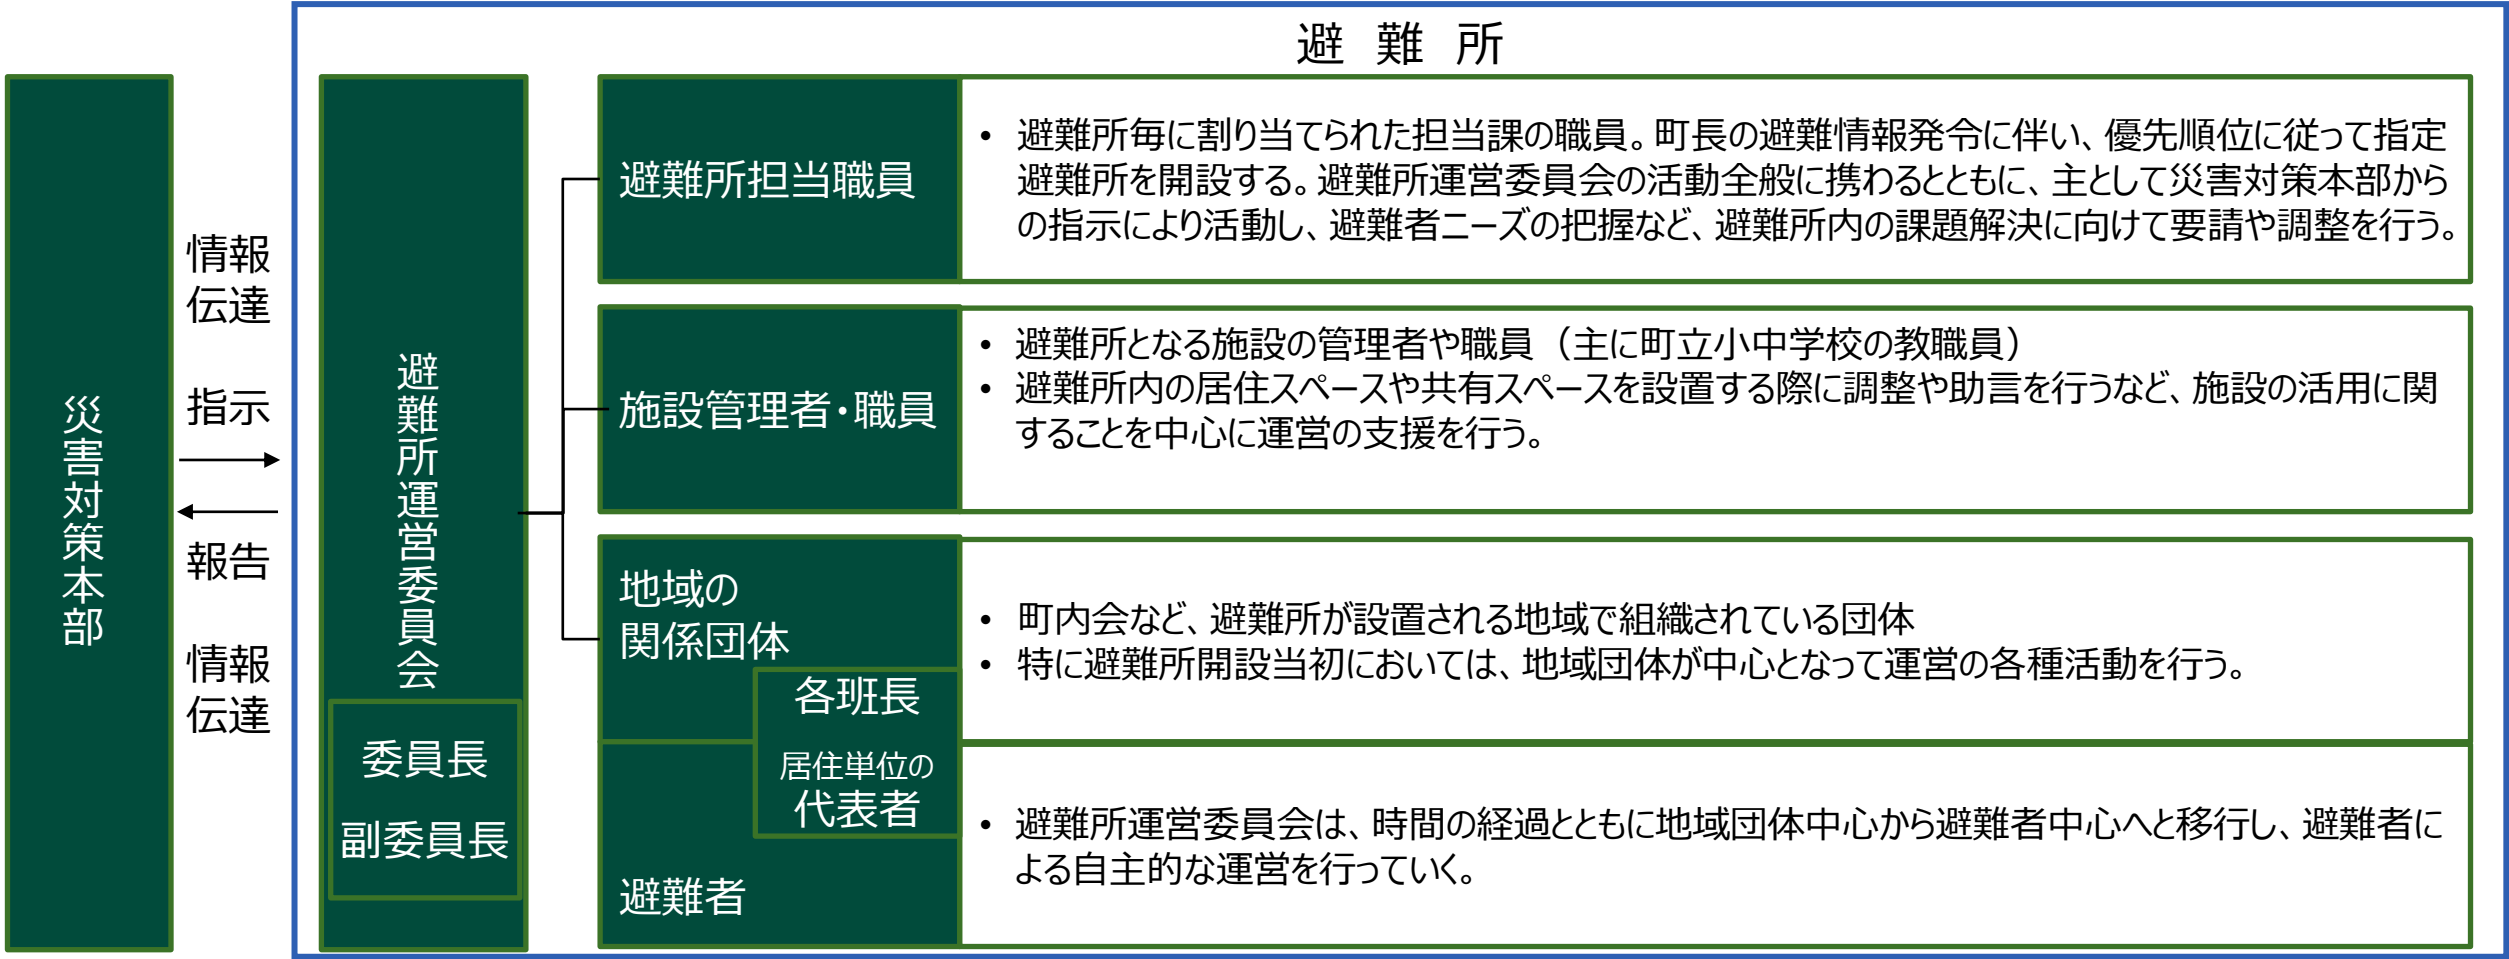 避 難 所
災害対策本部
情報
伝達
指示
報告
情報
伝達
避難所運営委員会
委員長
副委員長
避難所担当職員
• 避難所毎に割り当てられた担当課の職員。町長の避難情報発令に伴い、優先順位に従って指定
避難所を開設する。避難所運営委員会の活動全般に携わるとともに、主として災害対策本部から
の指示により活動し、避難者ニーズの把握など、避難所内の課題解決に向けて要請や調整を行う。
施設管理者・職員
• 避難所となる施設の管理者や職員（主に町立小中学校の教職員）
• 避難所内の居住スペースや共有スペースを設置する際に調整や助言を行うなど、施設の活用に関
することを中心に運営の支援を行う。
地域の
関係団体
• 町内会など、避難所が設置される地域で組織されている団体
• 特に避難所開設当初においては、地域団体が中心となって運営の各種活動を行う。
各班長
居住単位の
代表者
避難者
• 避難所運営委員会は、時間の経過とともに地域団体中心から避難者中心へと移行し、避難者に
よる自主的な運営を行っていく。